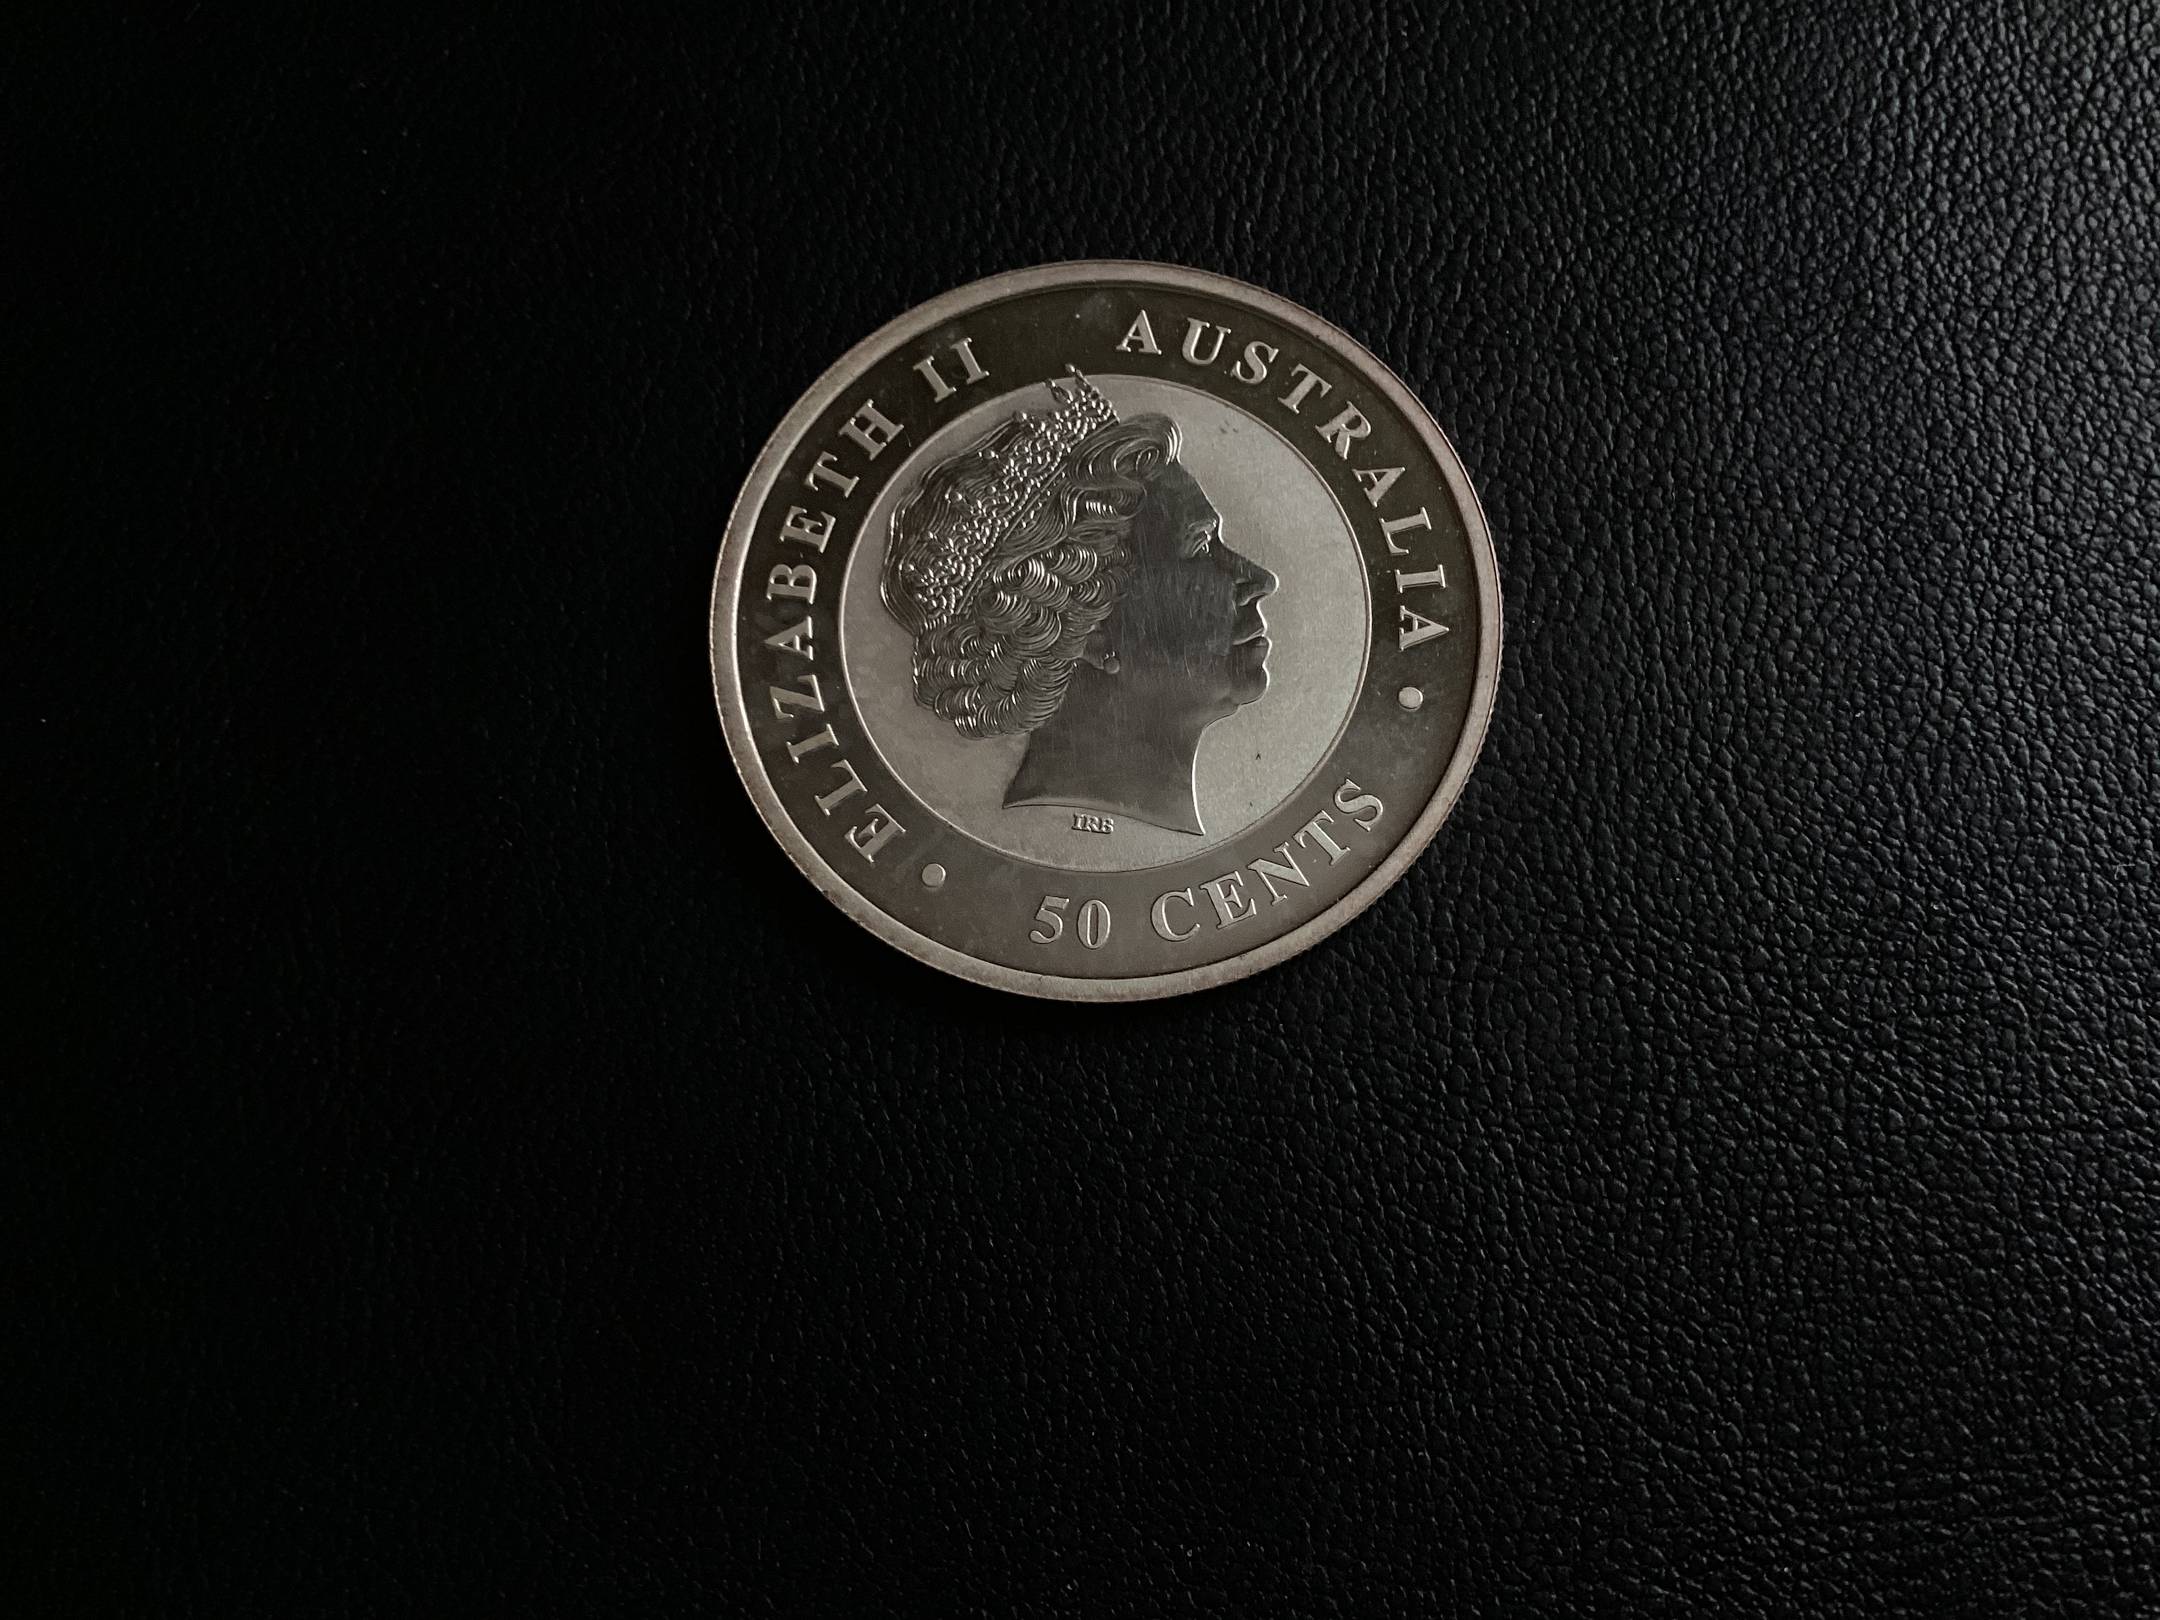 ELIZABETH II AUSTRALIA
50 CENTS
IRB